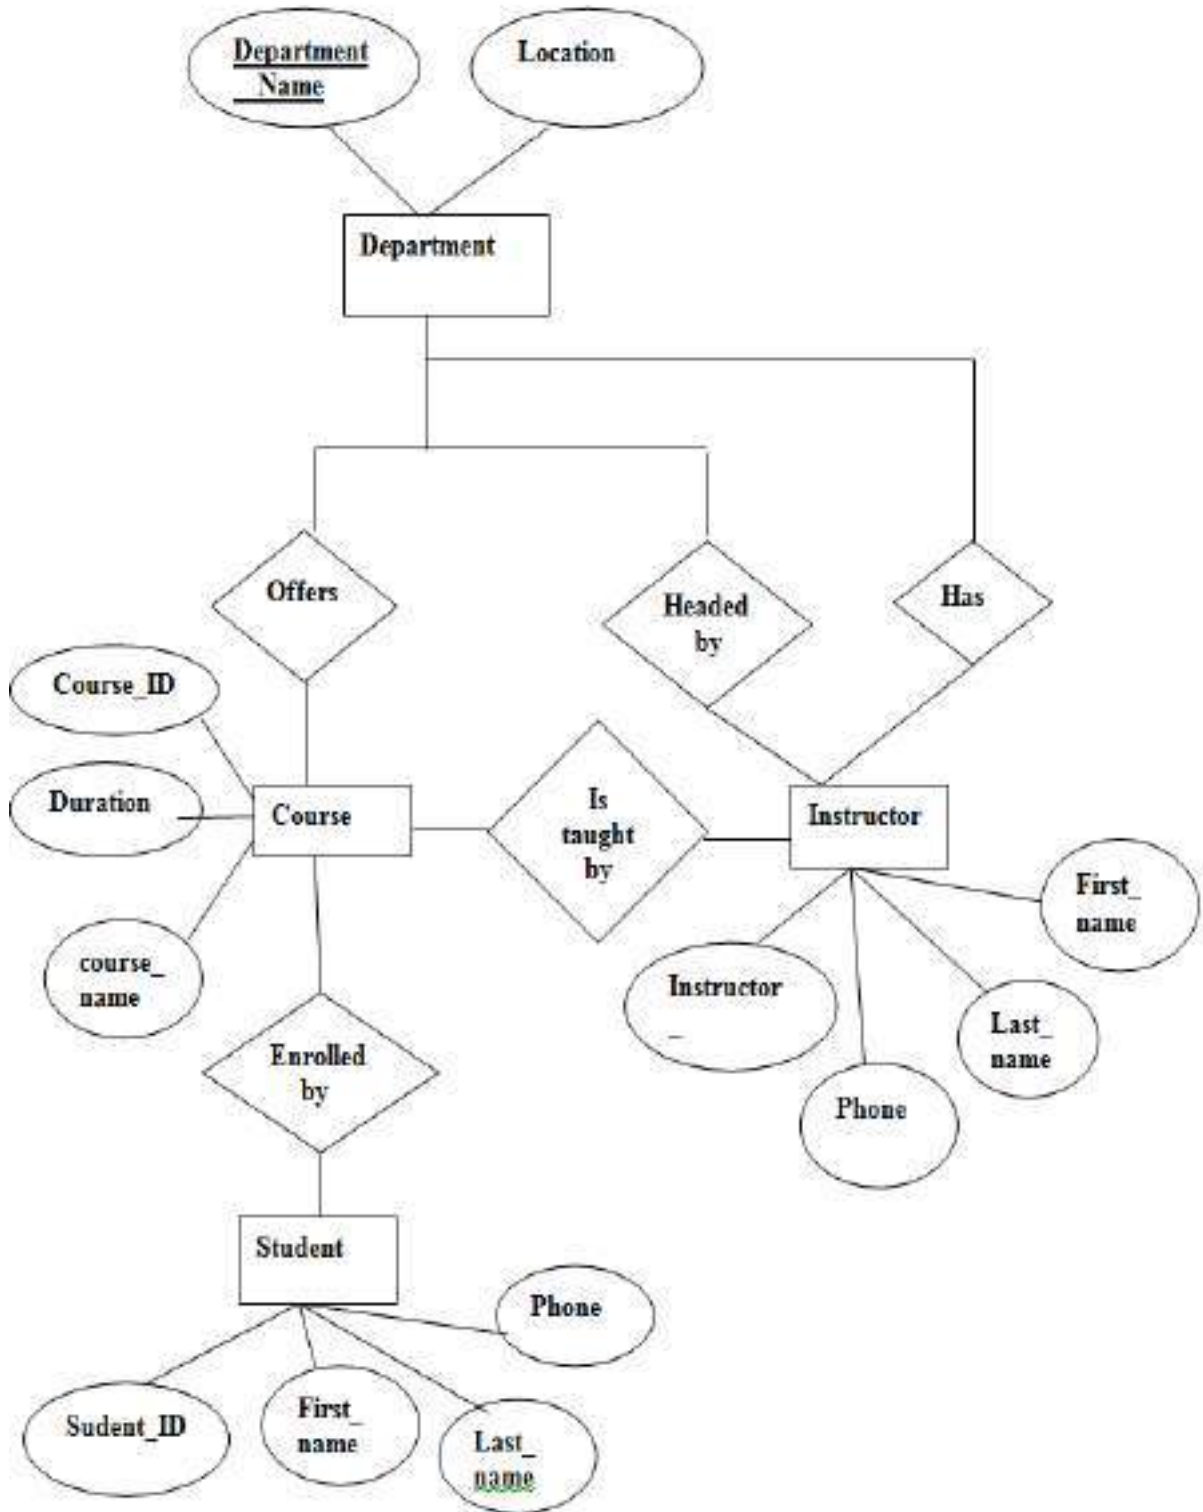 Department
Name
Location
Department
Offers
Headed
by
Has
Course_ID
Duration
Course
Is
taught
by
Instructor
First_
name
course_
name
Instructor
_
Last_
name
Enrolled
by
Phone
Student
Phone
Sudent_ID
First_
name
Last_
name